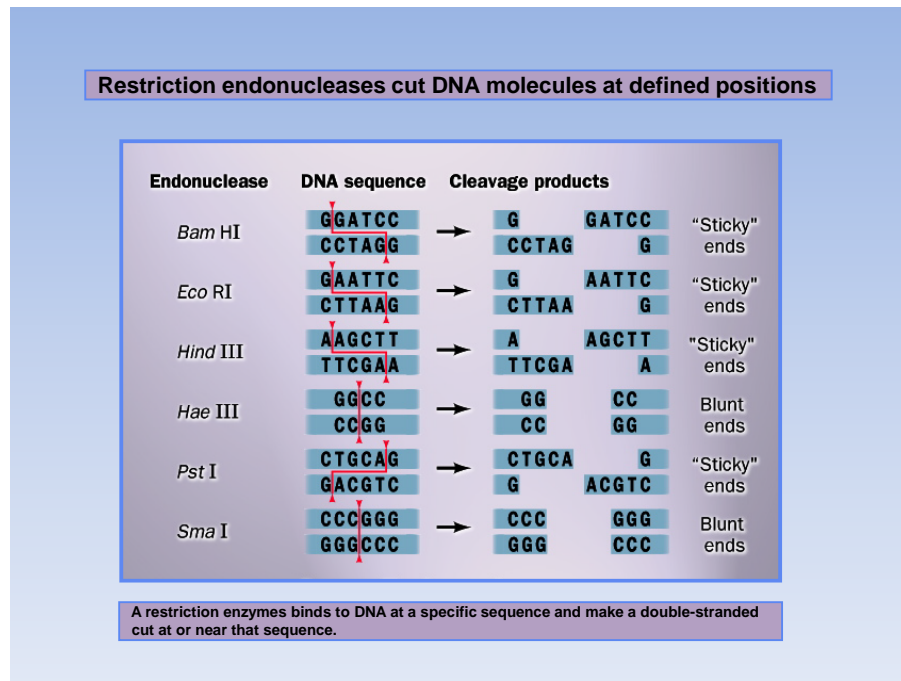 Restriction endonucleases cut DNA molecules at defined positions
Endonuclease DNA sequence Cleavage products
Bam HI GGATCC G GATCC “Sticky”
CCTAGG CCTAG G ends
Eco RI GAATTC G AATTC “Sticky”
CTTAAG CTTAA G ends
Hind III AAGCTT A AGCTT "Sticky"
TTCGAA TTCGA A ends
Hae III GGCC GG CC Blunt
CCGG CC GG ends
Pst I CTGCAG CTGCA G “Sticky"
GACGTC G ACGTC ends
Sma I CCCGGG CCC GGG Blunt
GGGCCC GGG CCC ends
A restriction enzymes binds to DNA at a specific sequence and make a double-stranded
cut at or near that sequence.